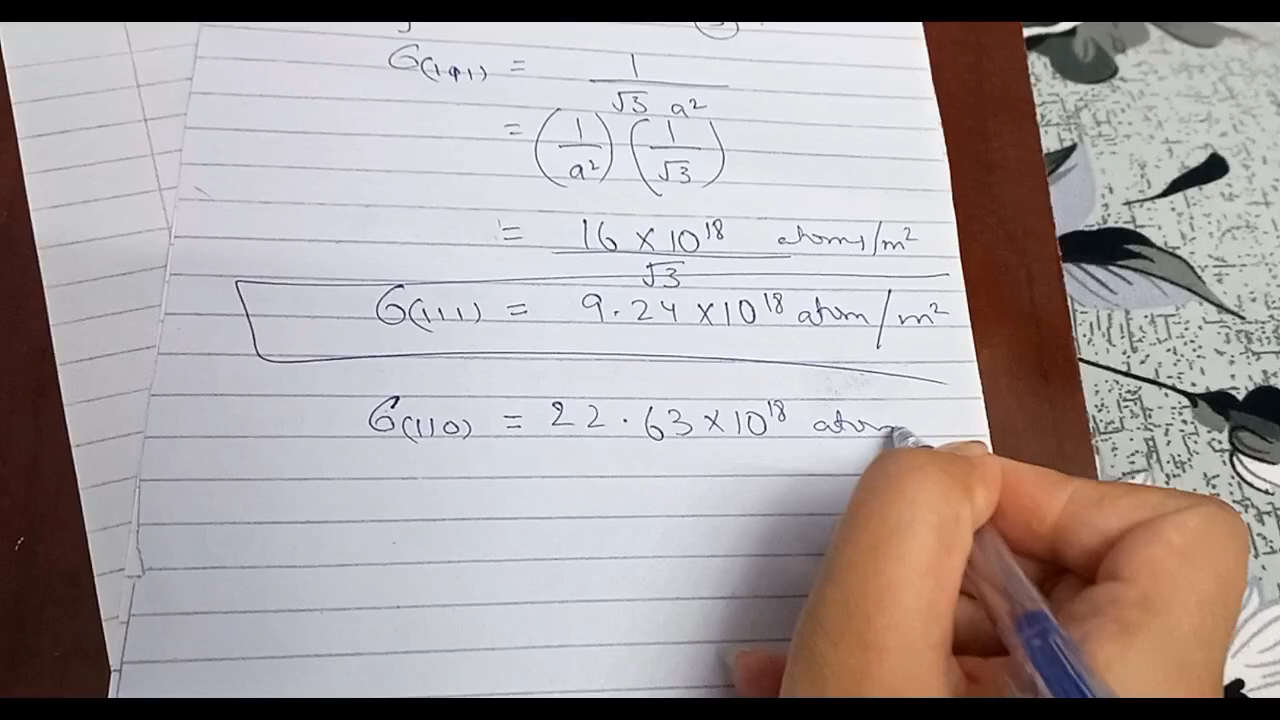 σ(111) = 1 / √3 a²
= (1/a²) (1/√3)
= 16 × 10¹⁸ / √3 atoms/m²
σ(111) = 9.24 × 10¹⁸ atom/m²
σ(110) = 22.63 × 10¹⁸ atom